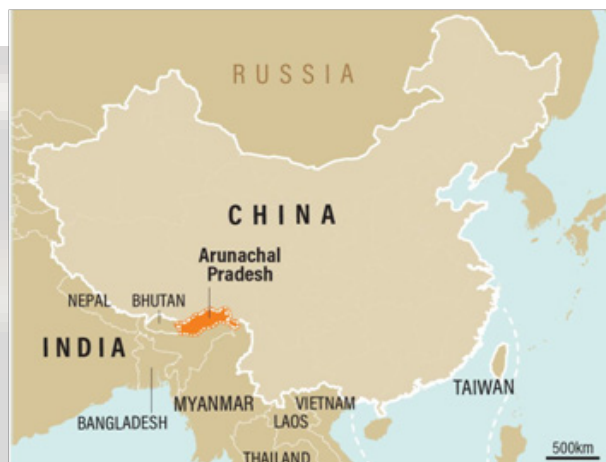 RUSSIA
CHINA
Arunachal
Pradesh
NEPAL
BHUTAN
INDIA
BANGLADESH
MYANMAR
VIETNAM
LAOS
THAILAND
TAIWAN
500km